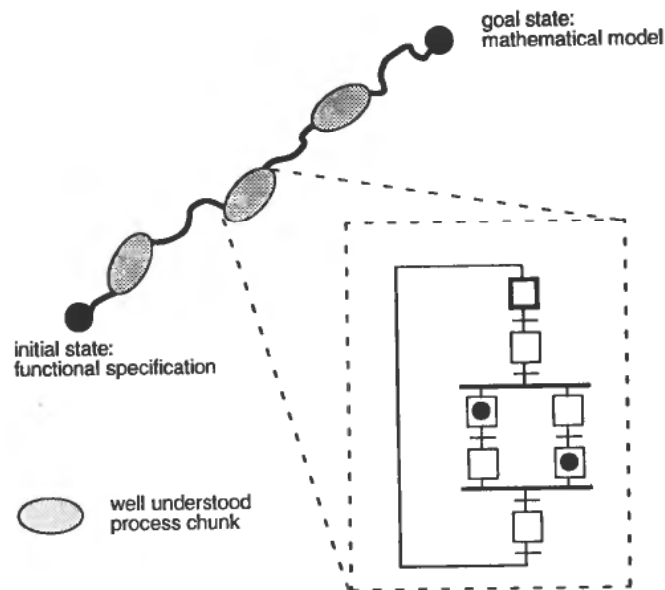 goal state:
mathematical model
initial state:
functional specification
well understood
process chunk